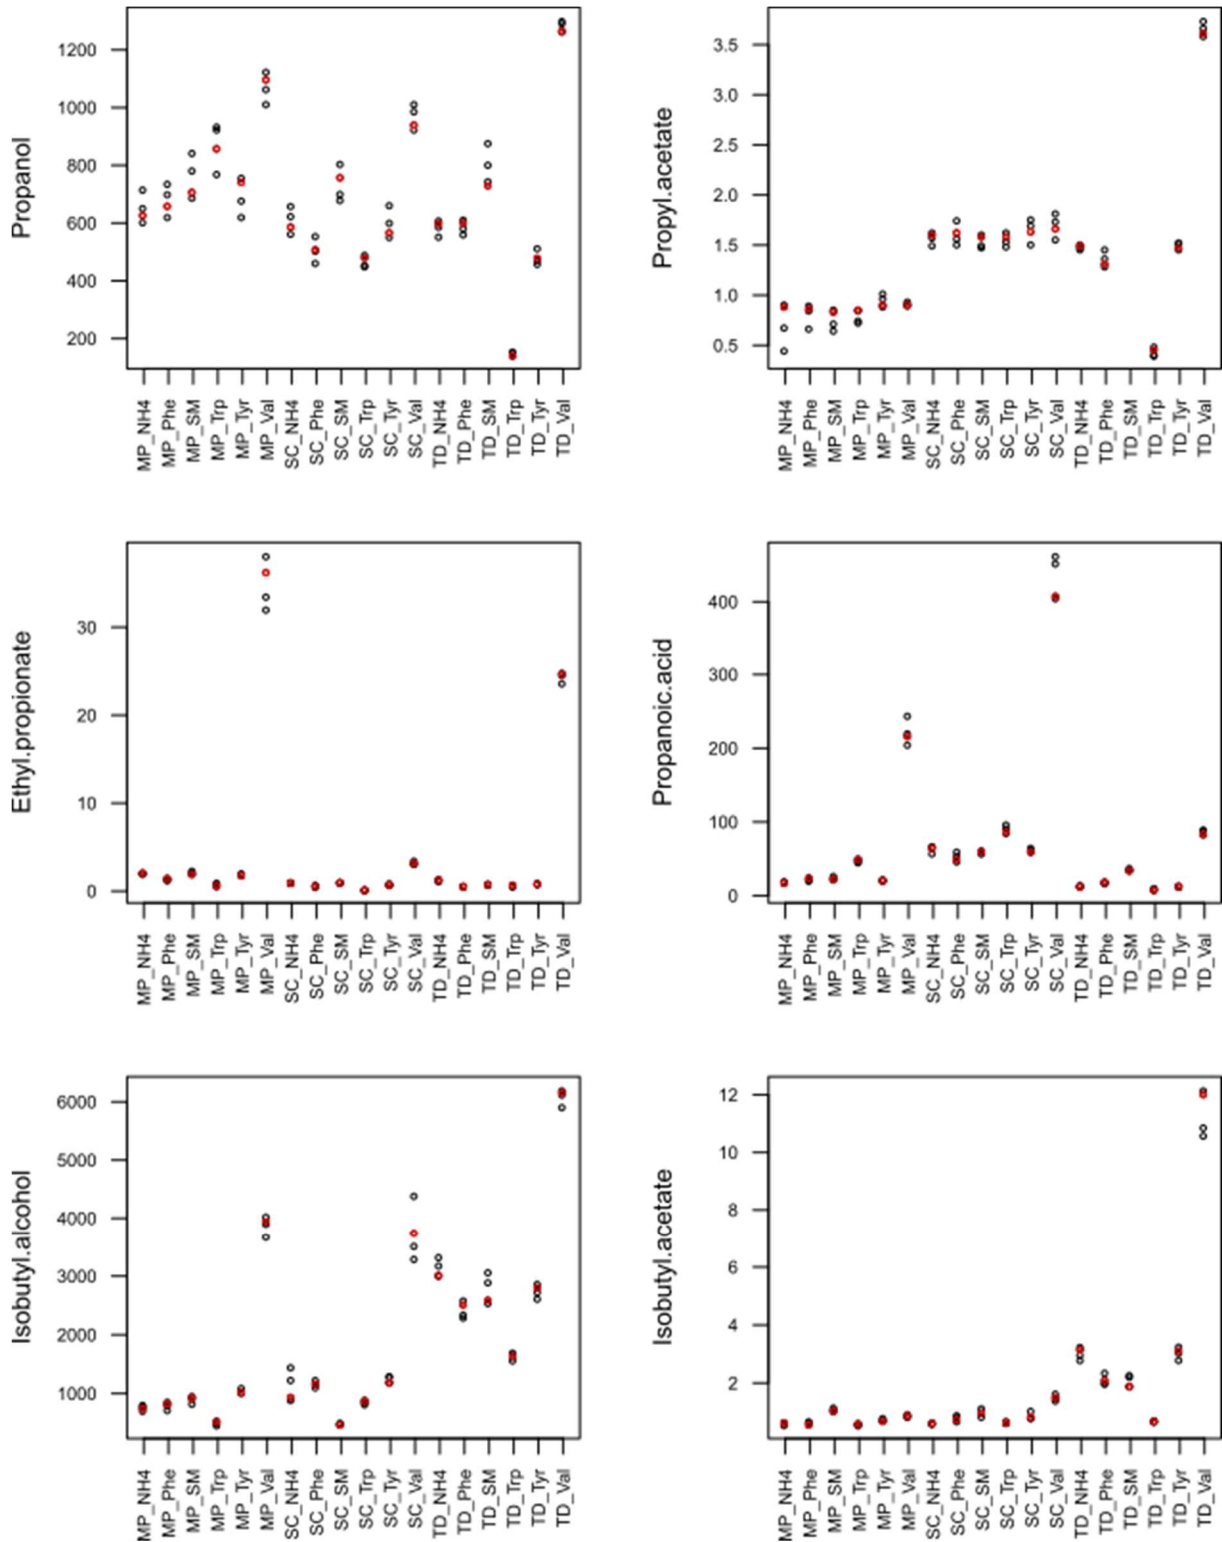 Propanol
1200
1000
800
600
400
200
MP_NH4
MP_Phe
MP_SM
MP_Trp
MP_Tyr
MP_Val
SC_NH4
SC_Phe
SC_SM
SC_Trp
SC_Tyr
SC_Val
TD_NH4
TD_Phe
TD_SM
TD_Trp
TD_Tyr
TD_Val
Propyl.acetate
3.5
3.0
2.5
2.0
1.5
1.0
0.5
MP_NH4
MP_Phe
MP_SM
MP_Trp
MP_Tyr
MP_Val
SC_NH4
SC_Phe
SC_SM
SC_Trp
SC_Tyr
SC_Val
TD_NH4
TD_Phe
TD_SM
TD_Trp
TD_Tyr
TD_Val
Ethyl.propionate
30
20
10
0
MP_NH4
MP_Phe
MP_SM
MP_Trp
MP_Tyr
MP_Val
SC_NH4
SC_Phe
SC_SM
SC_Trp
SC_Tyr
SC_Val
TD_NH4
TD_Phe
TD_SM
TD_Trp
TD_Tyr
TD_Val
Propanoic.acid
400
300
200
100
0
MP_NH4
MP_Phe
MP_SM
MP_Trp
MP_Tyr
MP_Val
SC_NH4
SC_Phe
SC_SM
SC_Trp
SC_Tyr
SC_Val
TD_NH4
TD_Phe
TD_SM
TD_Trp
TD_Tyr
TD_Val
Isobutyl.alcohol
6000
5000
4000
3000
2000
1000
MP_NH4
MP_Phe
MP_SM
MP_Trp
MP_Tyr
MP_Val
SC_NH4
SC_Phe
SC_SM
SC_Trp
SC_Tyr
SC_Val
TD_NH4
TD_Phe
TD_SM
TD_Trp
TD_Tyr
TD_Val
Isobutyl.acetate
12
10
8
6
4
2
MP_NH4
MP_Phe
MP_SM
MP_Trp
MP_Tyr
MP_Val
SC_NH4
SC_Phe
SC_SM
SC_Trp
SC_Tyr
SC_Val
TD_NH4
TD_Phe
TD_SM
TD_Trp
TD_Tyr
TD_Val